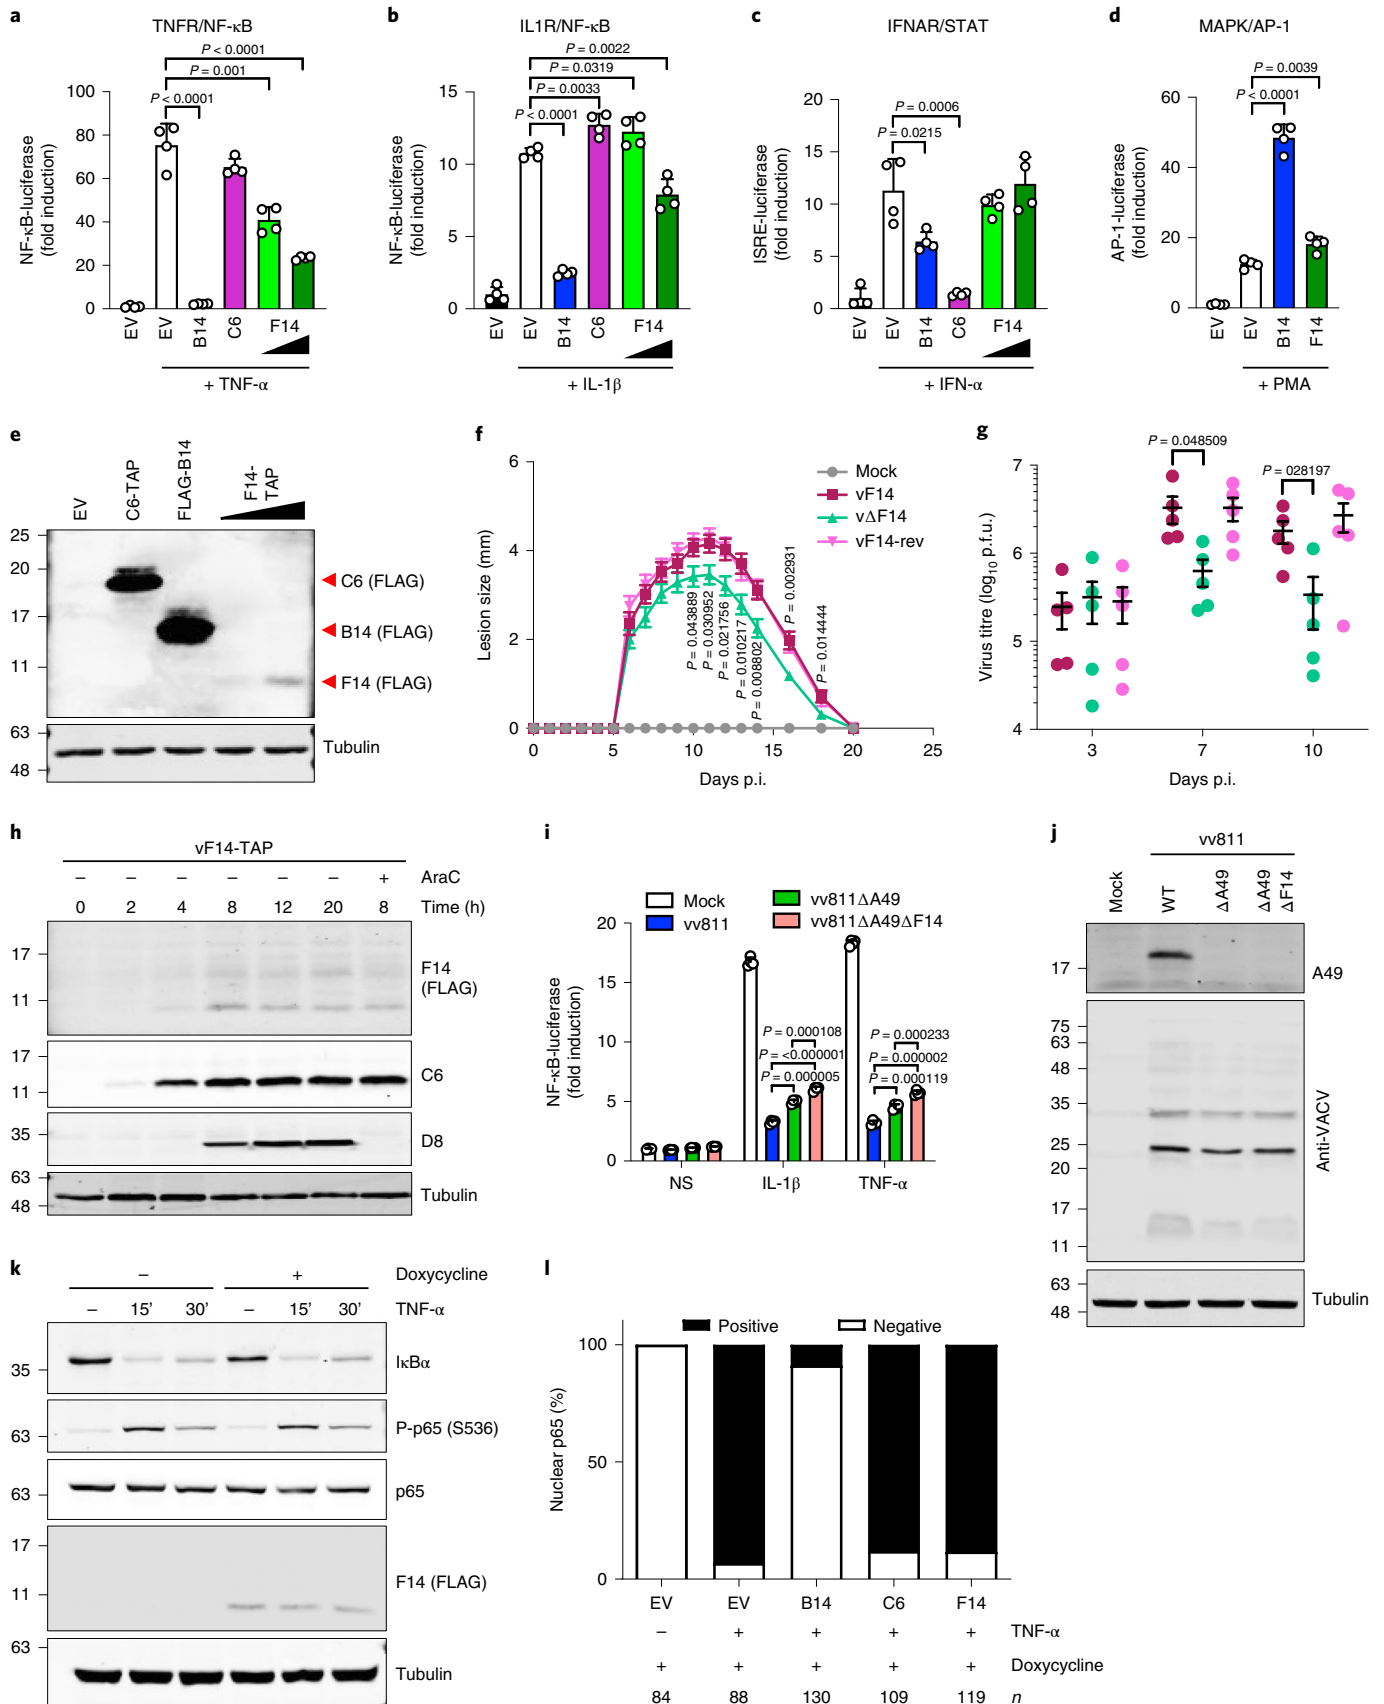 a
TNFR/NF-κB
P < 0.0001
P = 0.001
P < 0.0001
100
80
60
40
20
0
NF-κB-luciferase
(fold induction)
EV
EV
B14
C6
F14
+ TNF-α
b
IL1R/NF-κB
P = 0.0022
P = 0.0319
P = 0.0033
P < 0.0001
15
10
5
0
NF-κB-luciferase
(fold induction)
EV
EV
B14
C6
F14
+ IL-1β
c
IFNAR/STAT
P = 0.0006
P = 0.0215
20
15
10
5
0
ISRE-luciferase
(fold induction)
EV
EV
B14
C6
F14
+ IFN-α
d
MAPK/AP-1
P = 0.0039
P < 0.0001
60
40
20
0
AP-1-luciferase
(fold induction)
EV
EV
B14
F14
+ PMA
e
EV
C6-TAP
FLAG-B14
F14-
TAP
25
20
17
11
63
48
C6 (FLAG)
B14 (FLAG)
F14 (FLAG)
Tubulin
f
6
4
2
0
Lesion size (mm)
Mock
vF14
vΔF14
vF14-rev
P = 0.043889
P = 0.030952
P = 0.021756
P = 0.010217
P = 0.008802
P = 0.002931
P = 0.014444
0
5
10
15
20
25
Days p.i.
g
P = 0.048509
P = 028197
7
6
5
4
Virus titre (log10 p.f.u.)
3
7
10
Days p.i.
h
vF14-TAP
– – – – – – + AraC
0 2 4 8 12 20 8 Time (h)
17
11
F14
(FLAG)
17
11
C6
35
D8
63
48
Tubulin
i
Mock
vv811
vv811ΔA49
vv811ΔA49ΔF14
20
15
10
5
0
NF-κB-luciferase
(fold induction)
P = 0.000108
P = <0.000001
P = 0.000005
P = 0.000233
P = 0.000002
P = 0.000119
NS
IL-1β
TNF-α
j
vv811
Mock
WT
ΔA49
ΔA49
ΔF14
17
A49
75
63
48
35
25
20
17
11
Anti-VACV
63
48
Tubulin
k
– + Doxycycline
– 15' 30' – 15' 30' TNF-α
35
IκBα
63
P-p65 (S536)
63
p65
17
11
F14 (FLAG)
63
Tubulin
l
Positive
Negative
100
50
0
Nuclear p65 (%)
EV EV B14 C6 F14
– + + + + TNF-α
+ + + + + Doxycycline
84 88 130 109 119 n